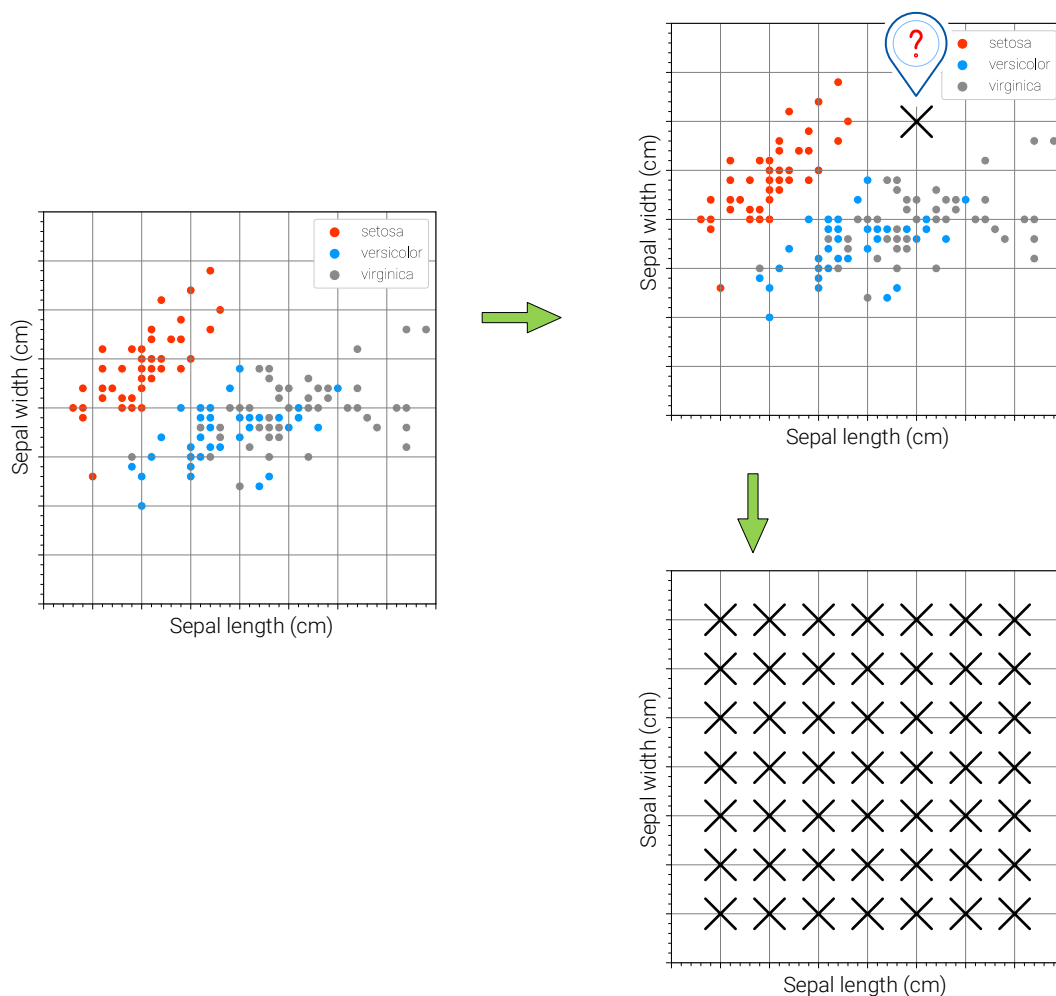 ?
setosa
versicolor
virginica
Sepal width (cm)
Sepal length (cm)
setosa
versicolor
virginica
Sepal width (cm)
Sepal length (cm)
Sepal width (cm)
Sepal length (cm)